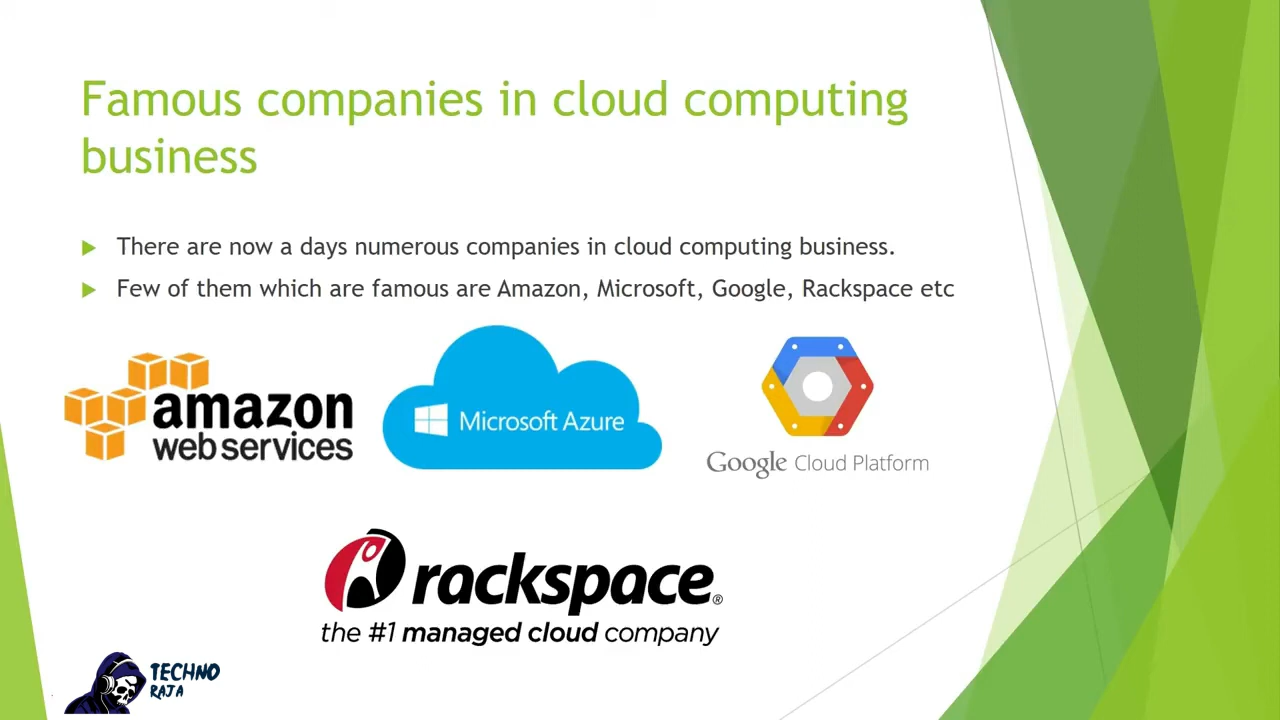 Famous companies in cloud computing
business
There are now a days numerous companies in cloud computing business.
Few of them which are famous are Amazon, Microsoft, Google, Rackspace etc
amazon
web services
Microsoft Azure
Google Cloud Platform
rackspace®
the #1 managed cloud company
TECHNO
RAJA